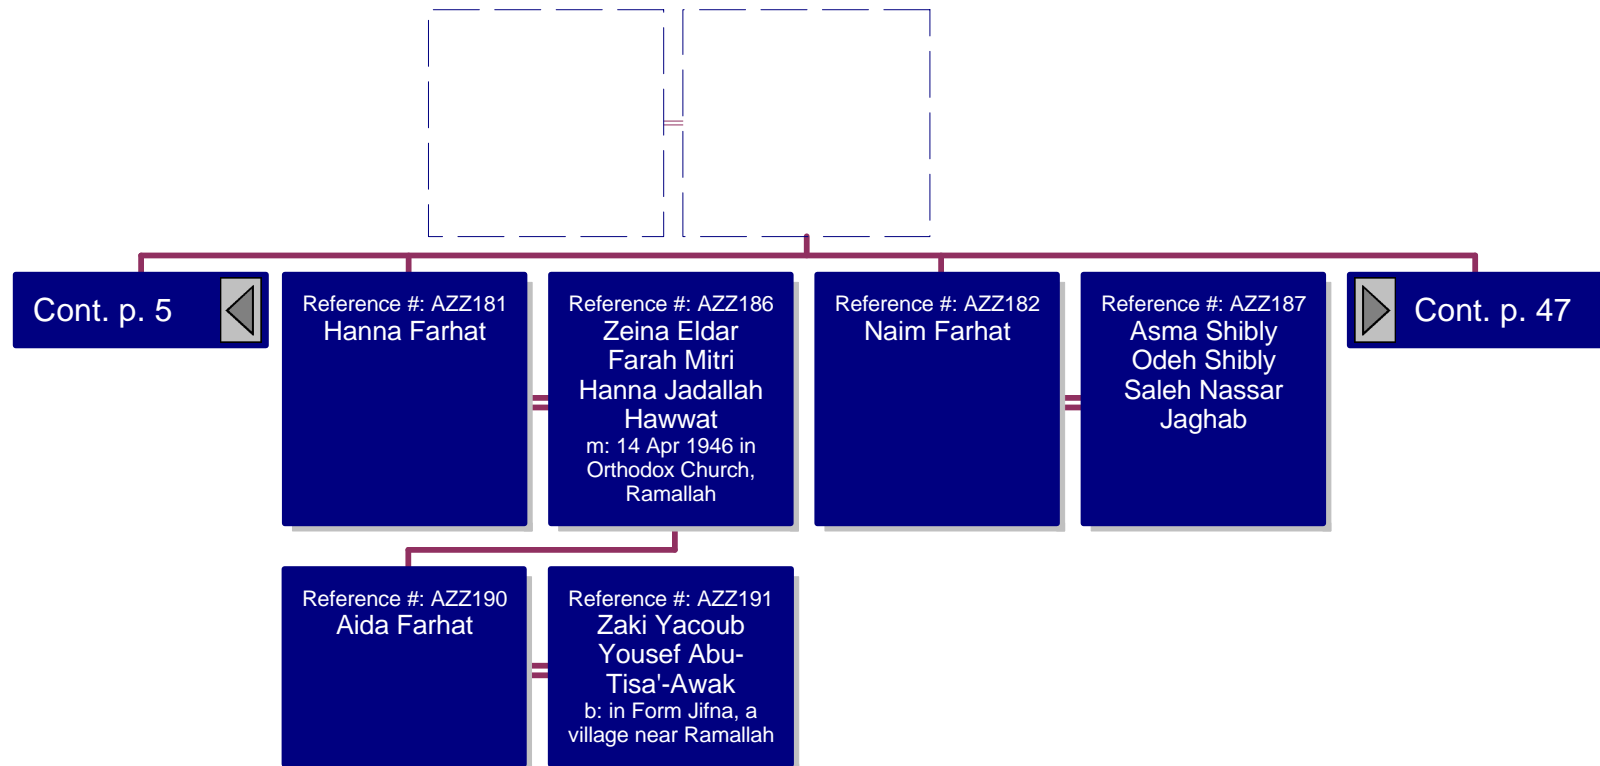 Cont. p. 5
Reference #: AZZ181
Hanna Farhat
Reference #: AZZ186
Zeina Eldar
Farah Mitri
Hanna Jadallah
Hawwat
m: 14 Apr 1946 in
Orthodox Church,
Ramallah
Reference #: AZZ182
Naim Farhat
Reference #: AZZ187
Asma Shibly
Odeh Shibly
Saleh Nassar
Jaghab
Cont. p. 47
Reference #: AZZ190
Aida Farhat
Reference #: AZZ191
Zaki Yacoub
Yousef Abu-
Tisa'-Awak
b: in Form Jifna, a
village near Ramallah